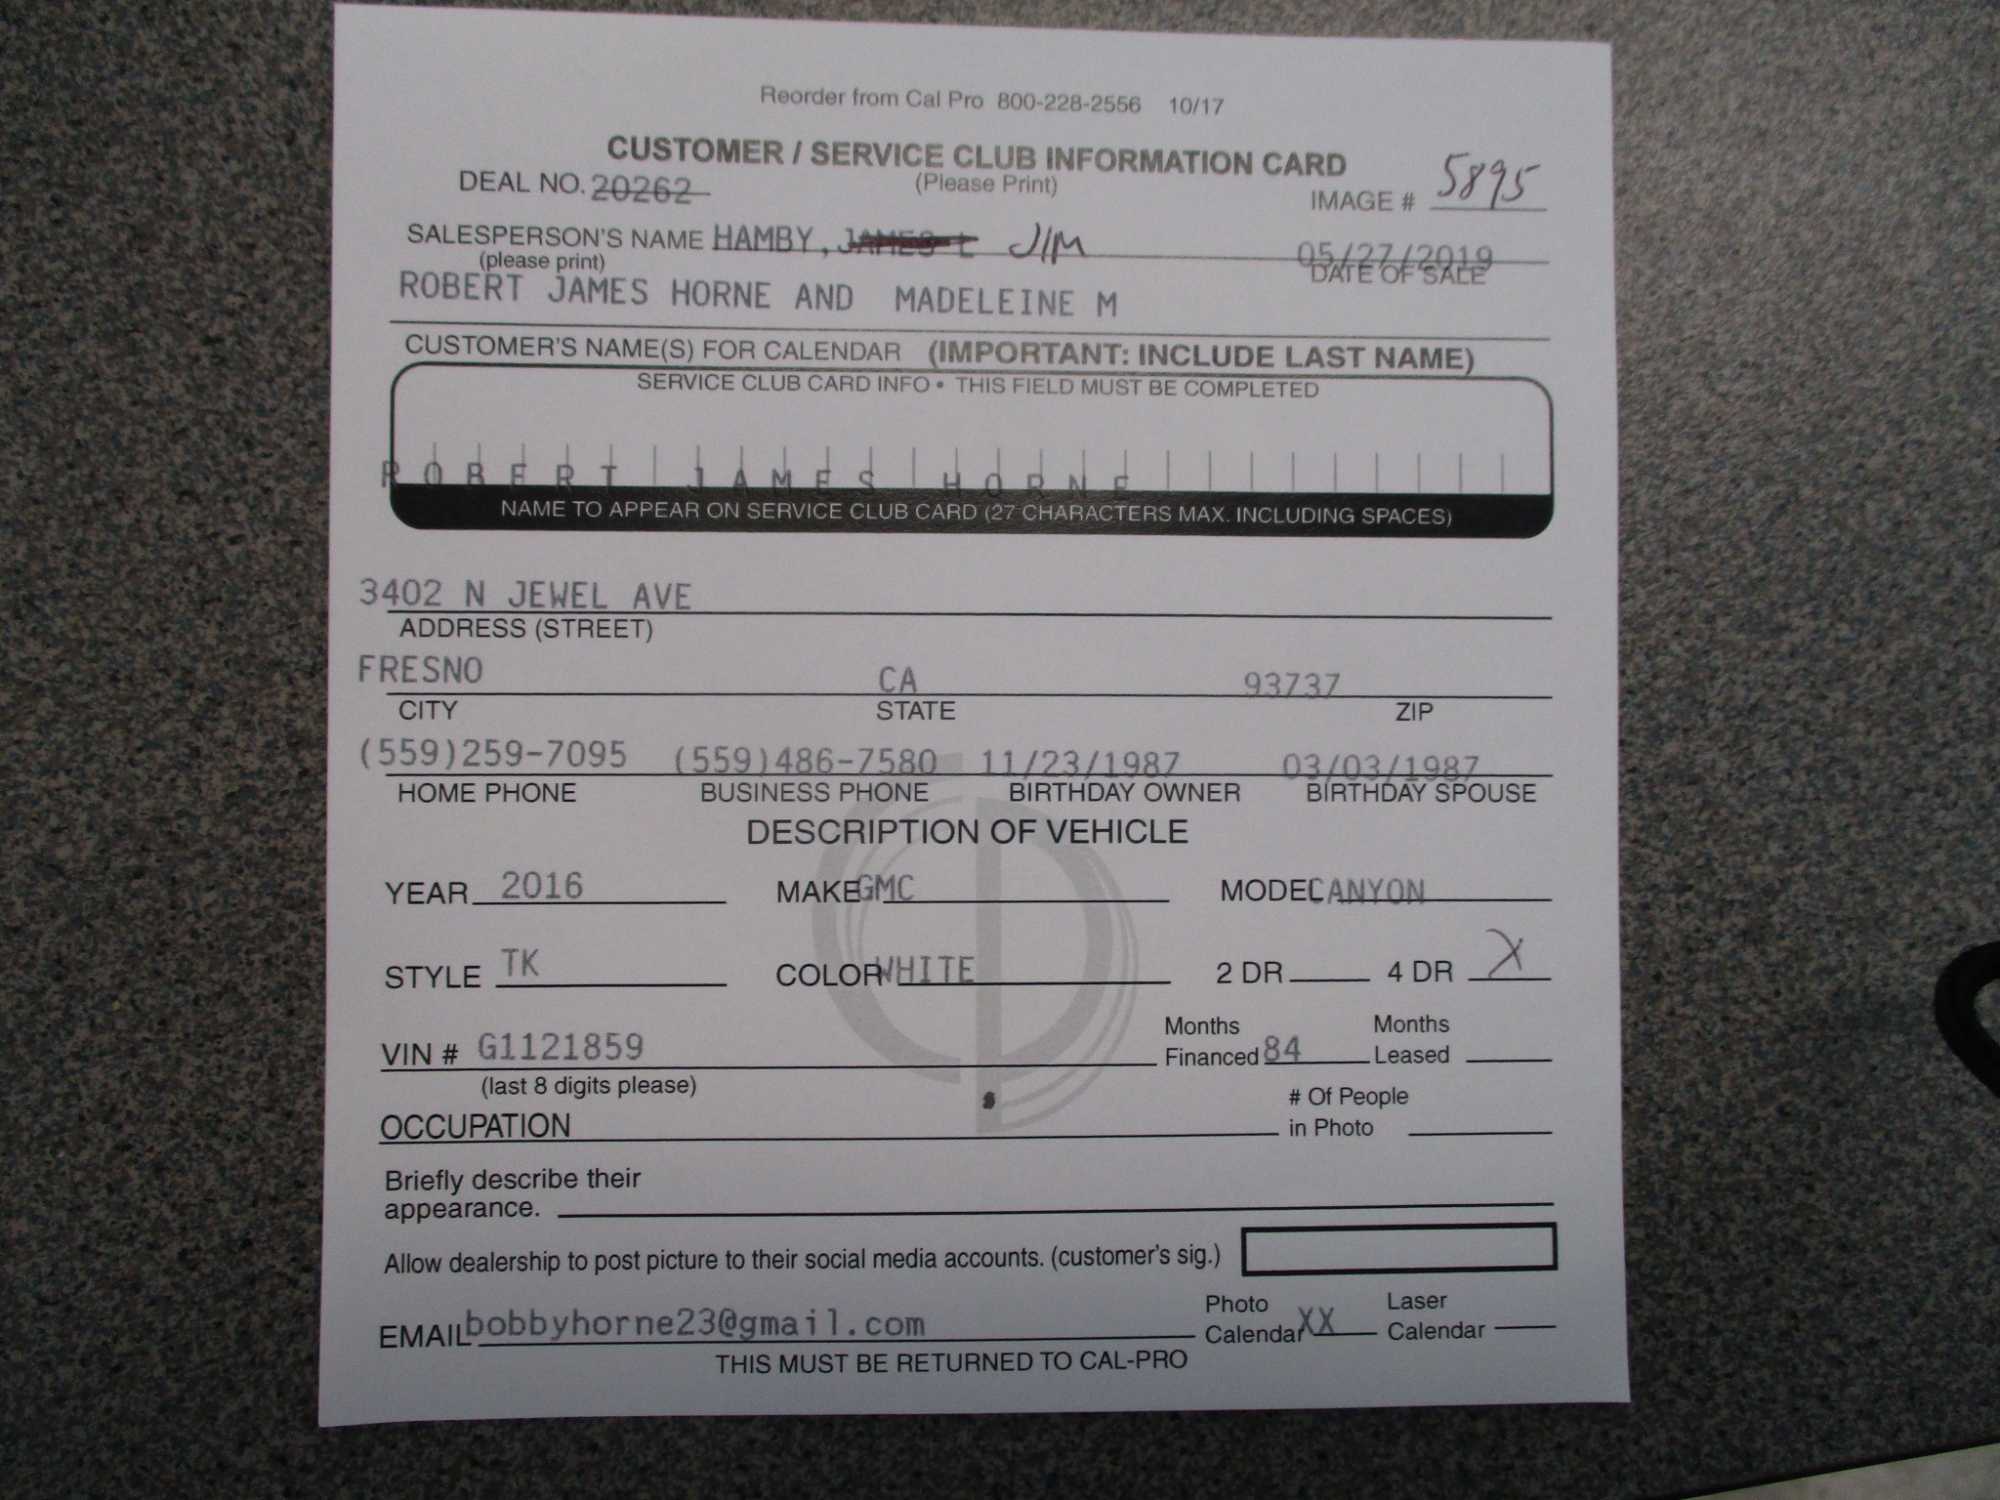 Reorder from Cal Pro 800-228-2556 10/17
CUSTOMER / SERVICE CLUB INFORMATION CARD
DEAL NO. 20262 (Please Print) IMAGE # 5895
SALESPERSON'S NAME HAMBY, JAMES L JIM 05/27/2019
(please print) DATE OF SALE
ROBERT JAMES HORNE AND MADELEINE M
CUSTOMER'S NAME(S) FOR CALENDAR (IMPORTANT: INCLUDE LAST NAME)
SERVICE CLUB CARD INFO • THIS FIELD MUST BE COMPLETED
ROBERT JAMES HORNE
NAME TO APPEAR ON SERVICE CLUB CARD (27 CHARACTERS MAX. INCLUDING SPACES)
3402 N JEWEL AVE
ADDRESS (STREET)
FRESNO CA 93737
CITY STATE ZIP
(559)259-7095 (559)486-7580 11/23/1987 03/03/1987
HOME PHONE BUSINESS PHONE BIRTHDAY OWNER BIRTHDAY SPOUSE
DESCRIPTION OF VEHICLE
YEAR 2016 MAKE GMC MODEL CANYON
STYLE TK COLOR WHITE 2 DR 4 DR X
VIN # G1121859 Months Financed 84 Months Leased
(last 8 digits please)
OCCUPATION # Of People in Photo
Briefly describe their
appearance.
Allow dealership to post picture to their social media accounts. (customer's sig.)
EMAIL bobbyhorne23@gmail.com Photo Calendar XX Laser Calendar
THIS MUST BE RETURNED TO CAL-PRO